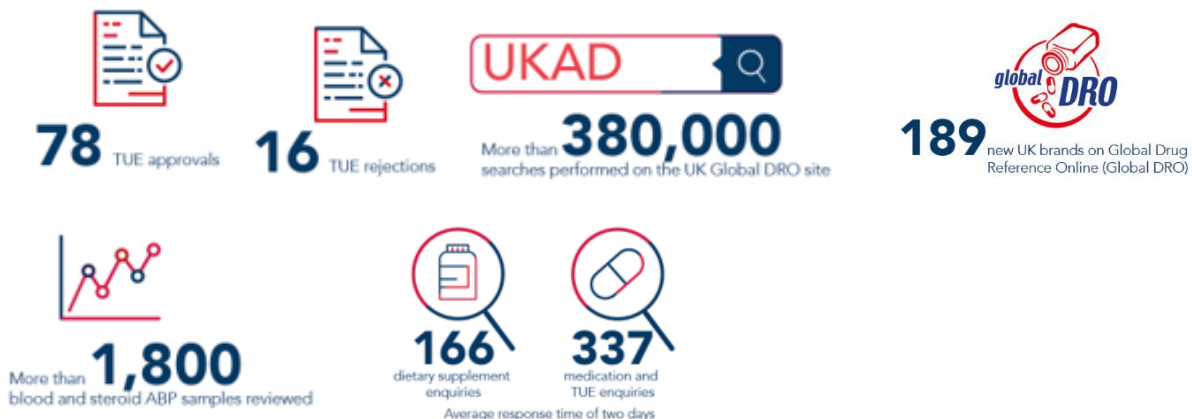 78 TUE approvals
16 TUE rejections
UKAD
More than 380,000
searches performed on the UK Global DRO site
global
DRO
189 new UK brands on Global Drug
Reference Online (Global DRO)
More than 1,800
blood and steroid ABP samples reviewed
166
dietary supplement
enquiries
337
medication and
TUE enquiries
Average response time of two days